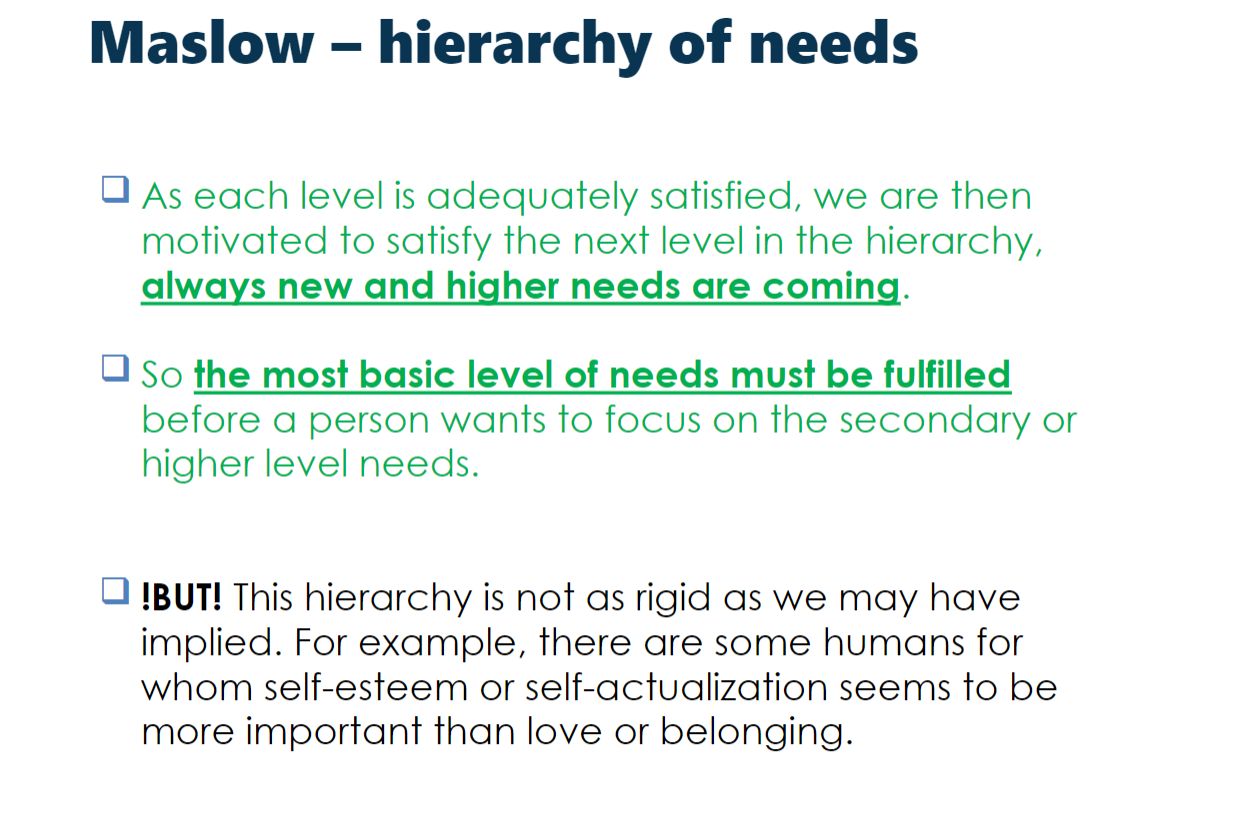 Maslow – hierarchy of needs
As each level is adequately satisfied, we are then
motivated to satisfy the next level in the hierarchy,
always new and higher needs are coming.
So the most basic level of needs must be fulfilled
before a person wants to focus on the secondary or
higher level needs.
!BUT! This hierarchy is not as rigid as we may have
implied. For example, there are some humans for
whom self-esteem or self-actualization seems to be
more important than love or belonging.